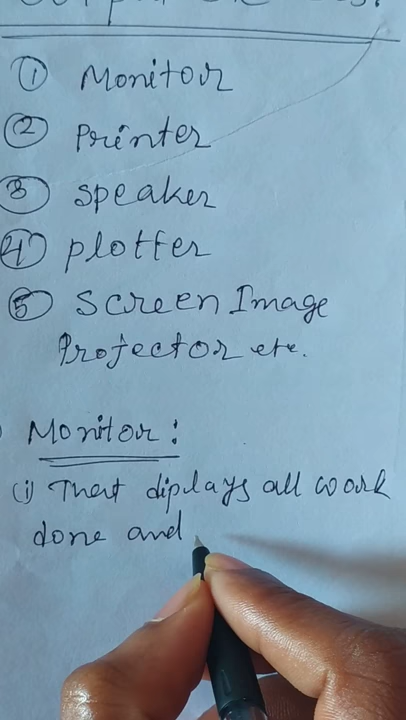 ① Monitor
② Printer
③ Speaker
④ plotter
⑤ Screen Image
Projector etc.
Monitor:
(i) That diplays all work
done and